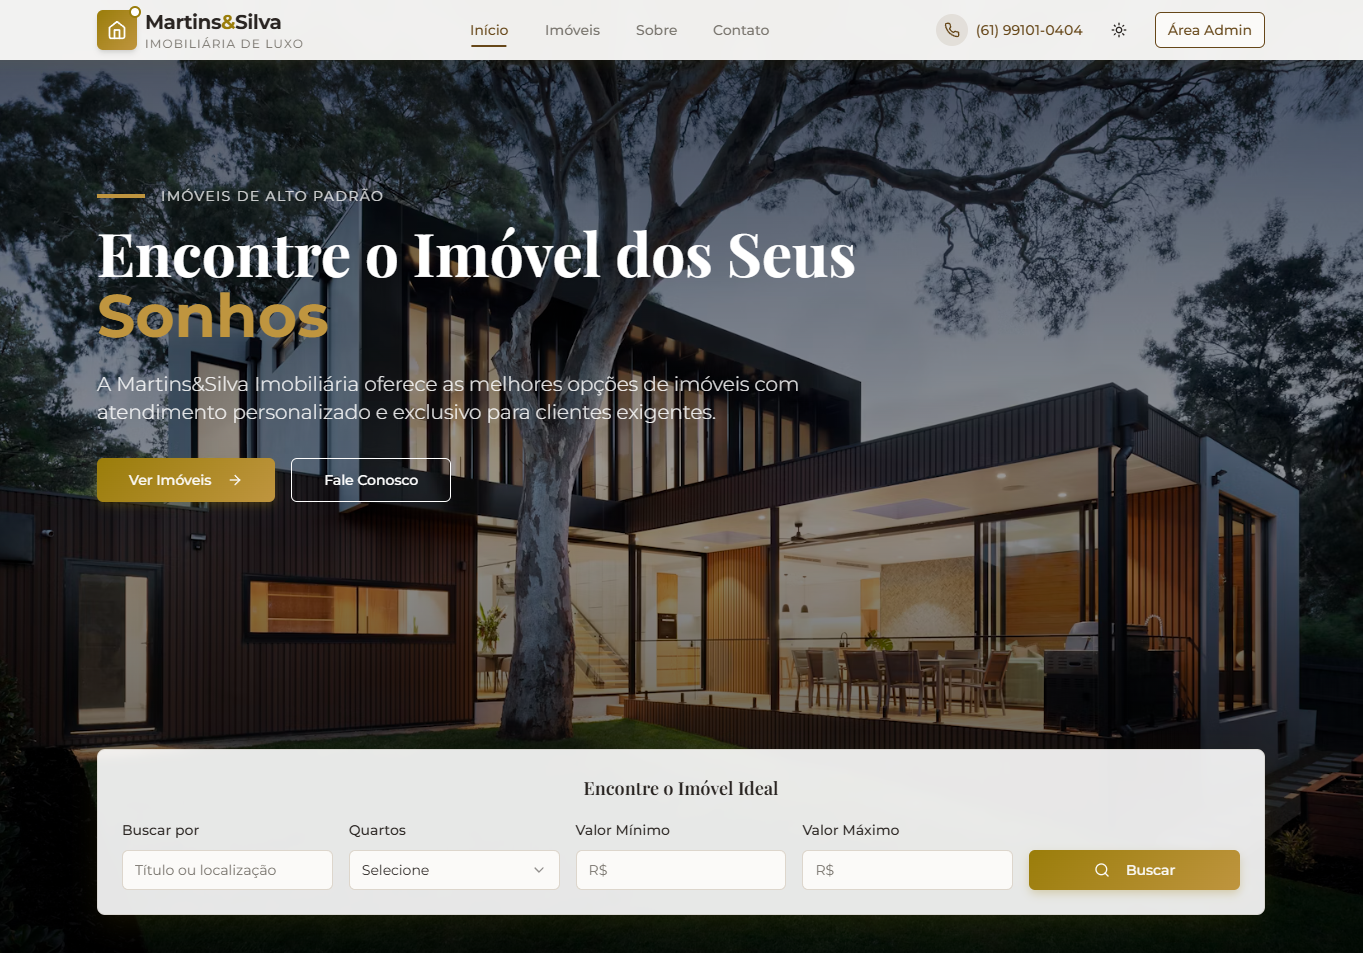 Martins&Silva
IMOBILIÁRIA DE LUXO
Início
Imóveis
Sobre
Contato
(61) 99101-0404
Área Admin
IMÓVEIS DE ALTO PADRÃO
Encontre o Imóvel dos Seus
Sonhos
A Martins&Silva Imobiliária oferece as melhores opções de imóveis com
atendimento personalizado e exclusivo para clientes exigentes.
Ver Imóveis
Fale Conosco
Encontre o Imóvel Ideal
Buscar por
Quartos
Valor Mínimo
Valor Máximo
Título ou localização
Selecione
R$
R$
Buscar